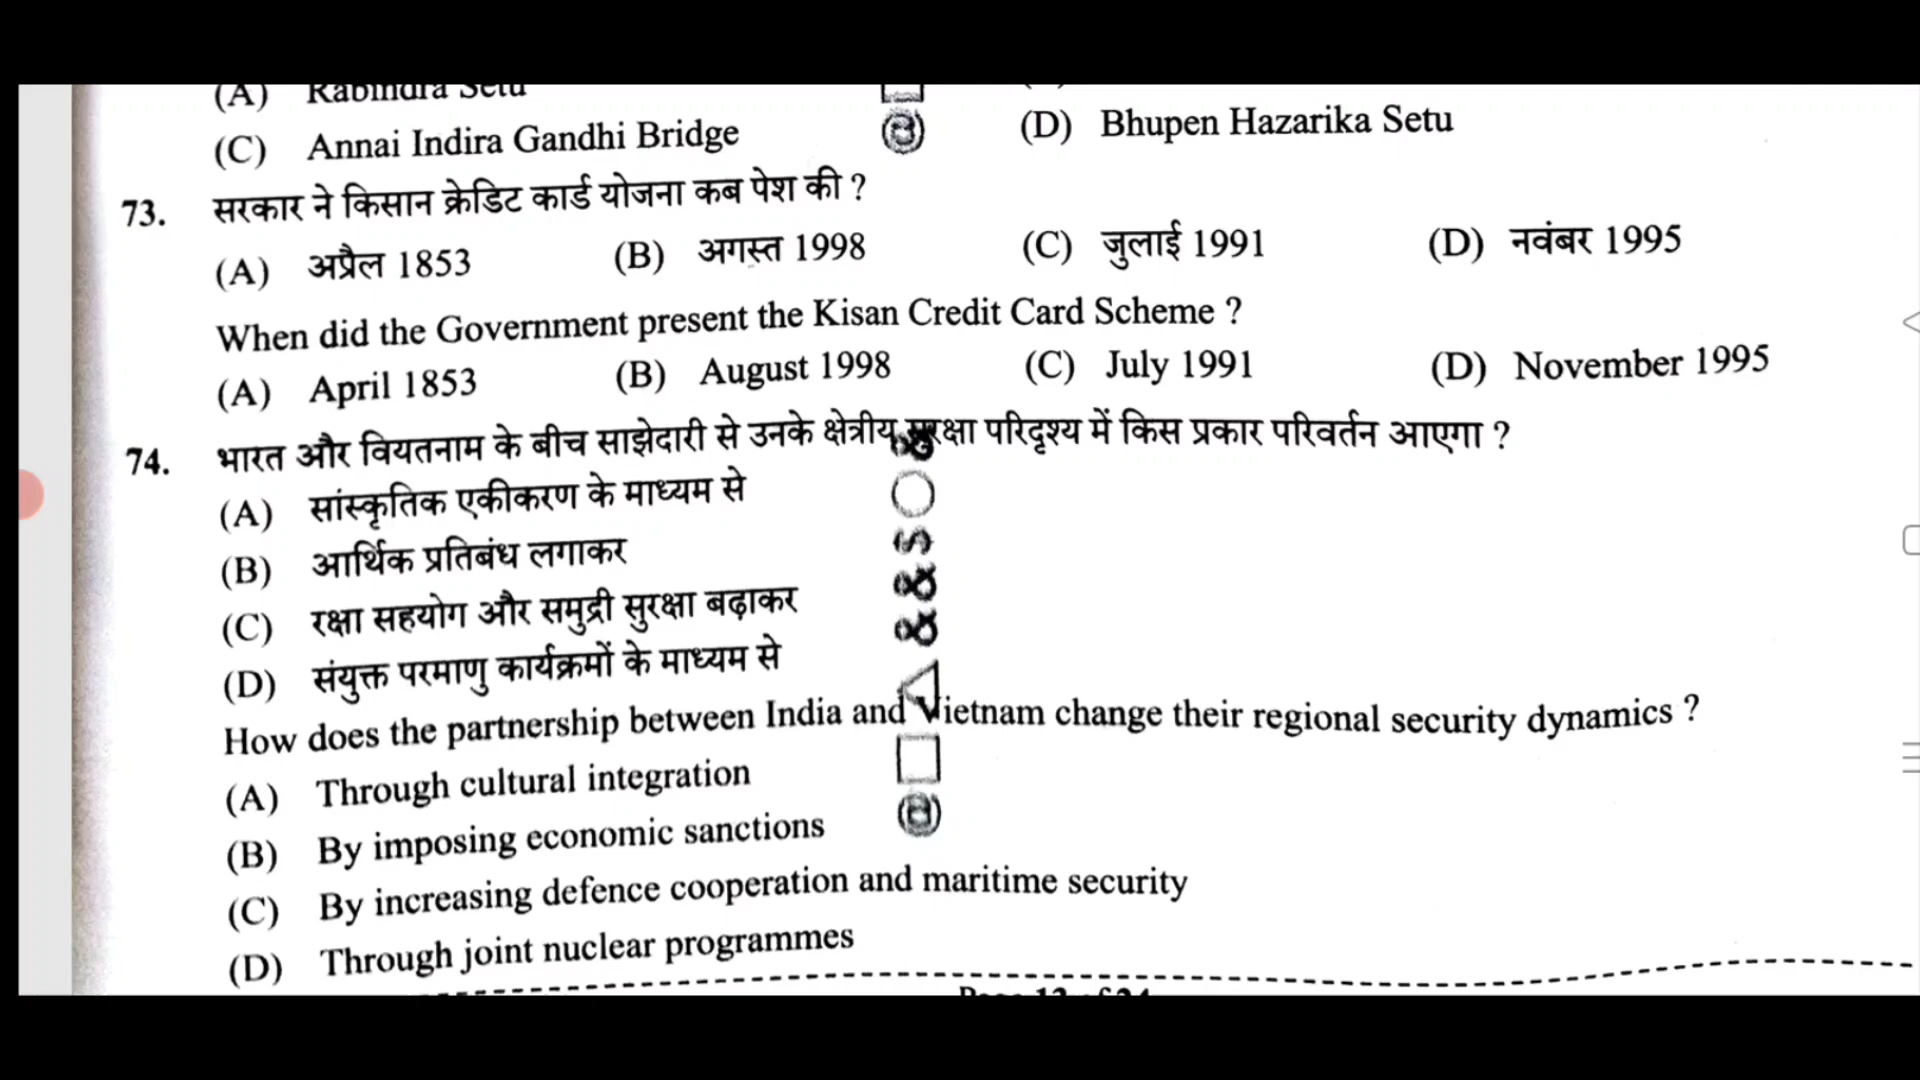 (A) Rabindra Setu
(C) Annai Indira Gandhi Bridge (D) Bhupen Hazarika Setu
73. सरकार ने किसान क्रेडिट कार्ड योजना कब पेश की ?
(A) अप्रैल 1853 (B) अगस्त 1998 (C) जुलाई 1991 (D) नवंबर 1995
When did the Government present the Kisan Credit Card Scheme ?
(A) April 1853 (B) August 1998 (C) July 1991 (D) November 1995
74. भारत और वियतनाम के बीच साझेदारी से उनके क्षेत्रीय सुरक्षा परिदृश्य में किस प्रकार परिवर्तन आएगा ?
(A) सांस्कृतिक एकीकरण के माध्यम से
(B) आर्थिक प्रतिबंध लगाकर
(C) रक्षा सहयोग और समुद्री सुरक्षा बढ़ाकर
(D) संयुक्त परमाणु कार्यक्रमों के माध्यम से
How does the partnership between India and Vietnam change their regional security dynamics ?
(A) Through cultural integration
(B) By imposing economic sanctions
(C) By increasing defence cooperation and maritime security
(D) Through joint nuclear programmes